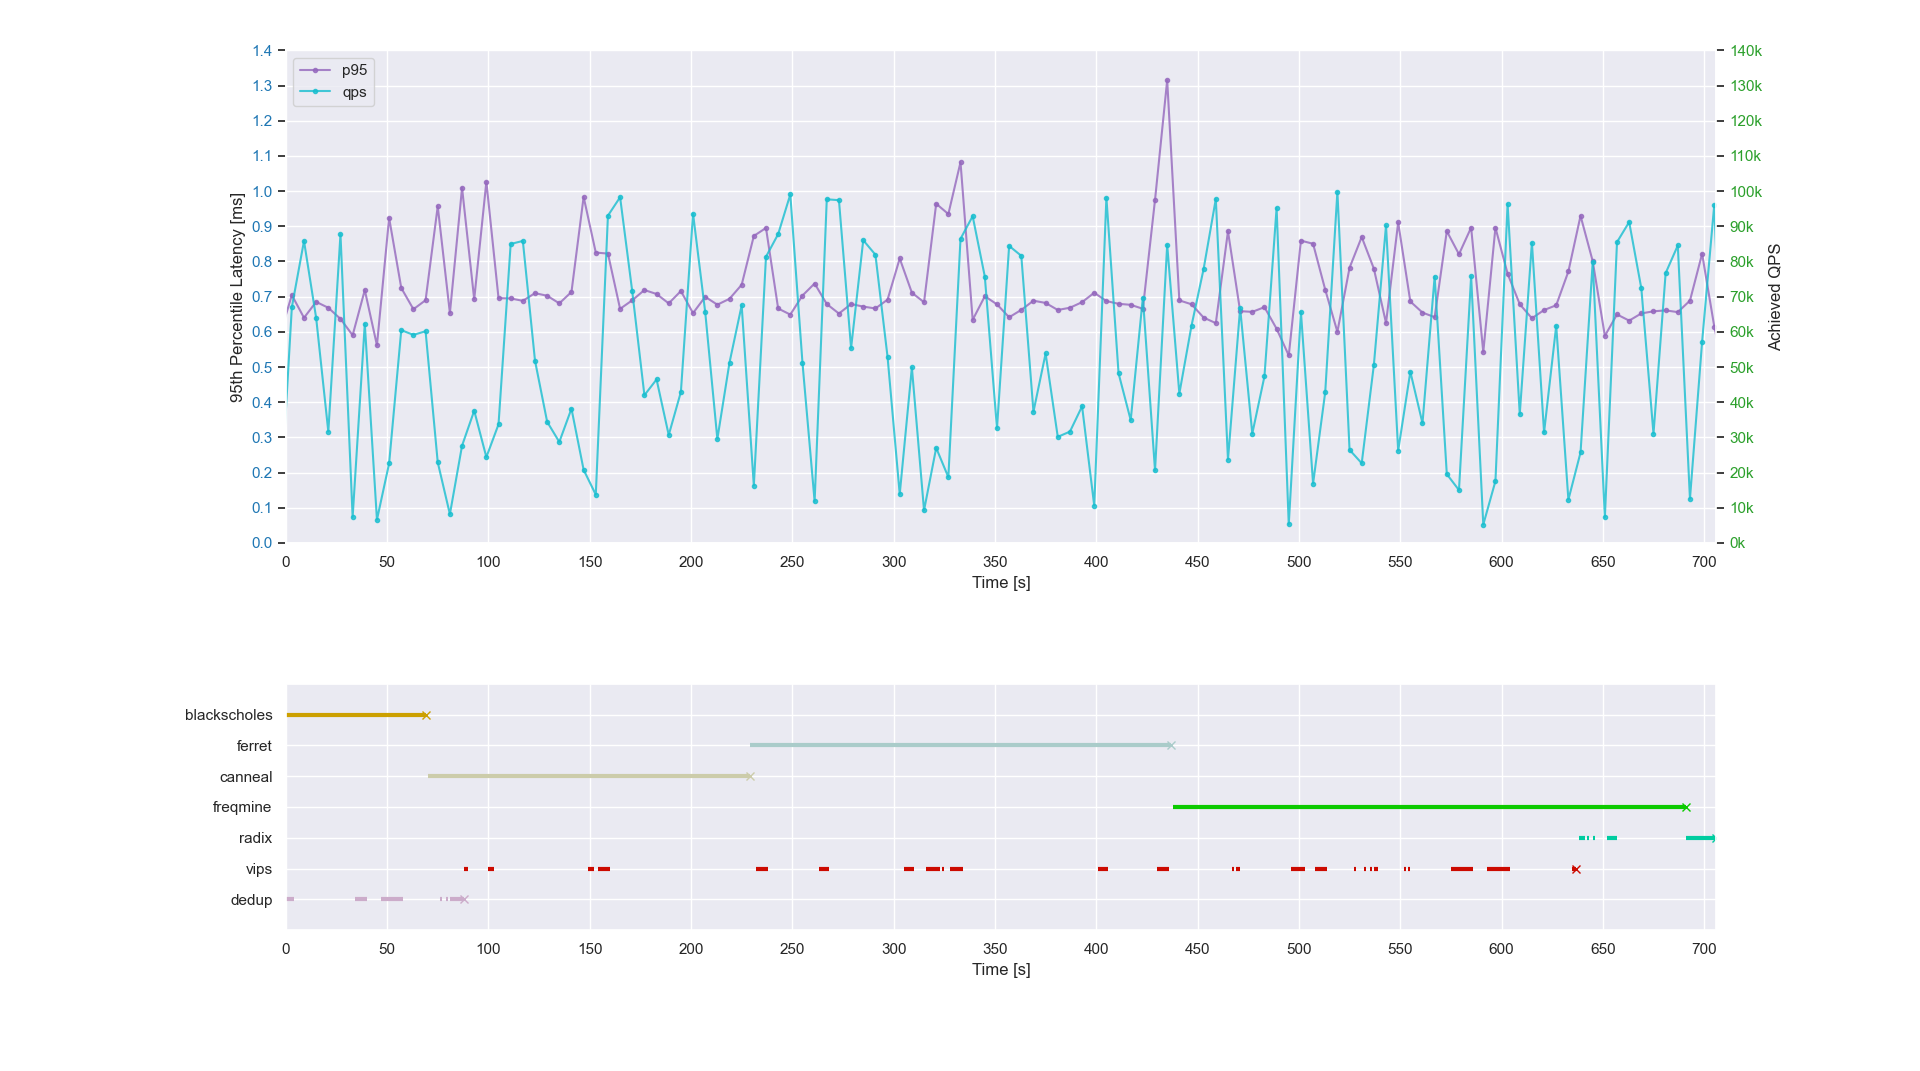 1.4
1.3
1.2
1.1
1.0
0.9
0.8
0.7
0.6
0.5
0.4
0.3
0.2
0.1
0.0
95th Percentile Latency [ms]
p95
qps
140k
130k
120k
110k
100k
90k
80k
70k
60k
50k
40k
30k
20k
10k
0k
Achieved QPS
0 50 100 150 200 250 300 350 400 450 500 550 600 650 700
Time [s]
blackscholes
ferret
canneal
freqmine
radix
vips
dedup
0 50 100 150 200 250 300 350 400 450 500 550 600 650 700
Time [s]